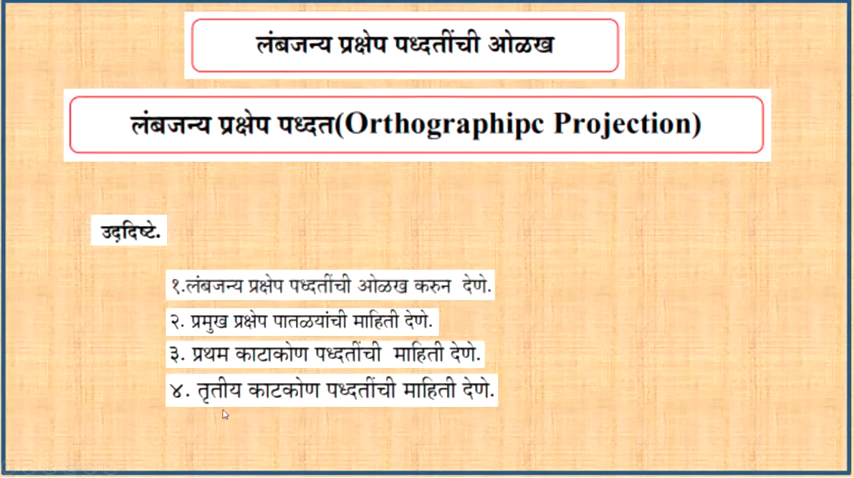 लंबजन्य प्रक्षेप पध्दतींची ओळख
लंबजन्य प्रक्षेप पध्दत(Orthographipc Projection)
उद्दिष्टे.
१.लंबजन्य प्रक्षेप पध्दतींची ओळख करुन देणे.
२. प्रमुख प्रक्षेप पातळयांची माहिती देणे.
३. प्रथम काटाकोण पध्दतींची माहिती देणे.
४. तृतीय काटकोण पध्दतींची माहिती देणे.